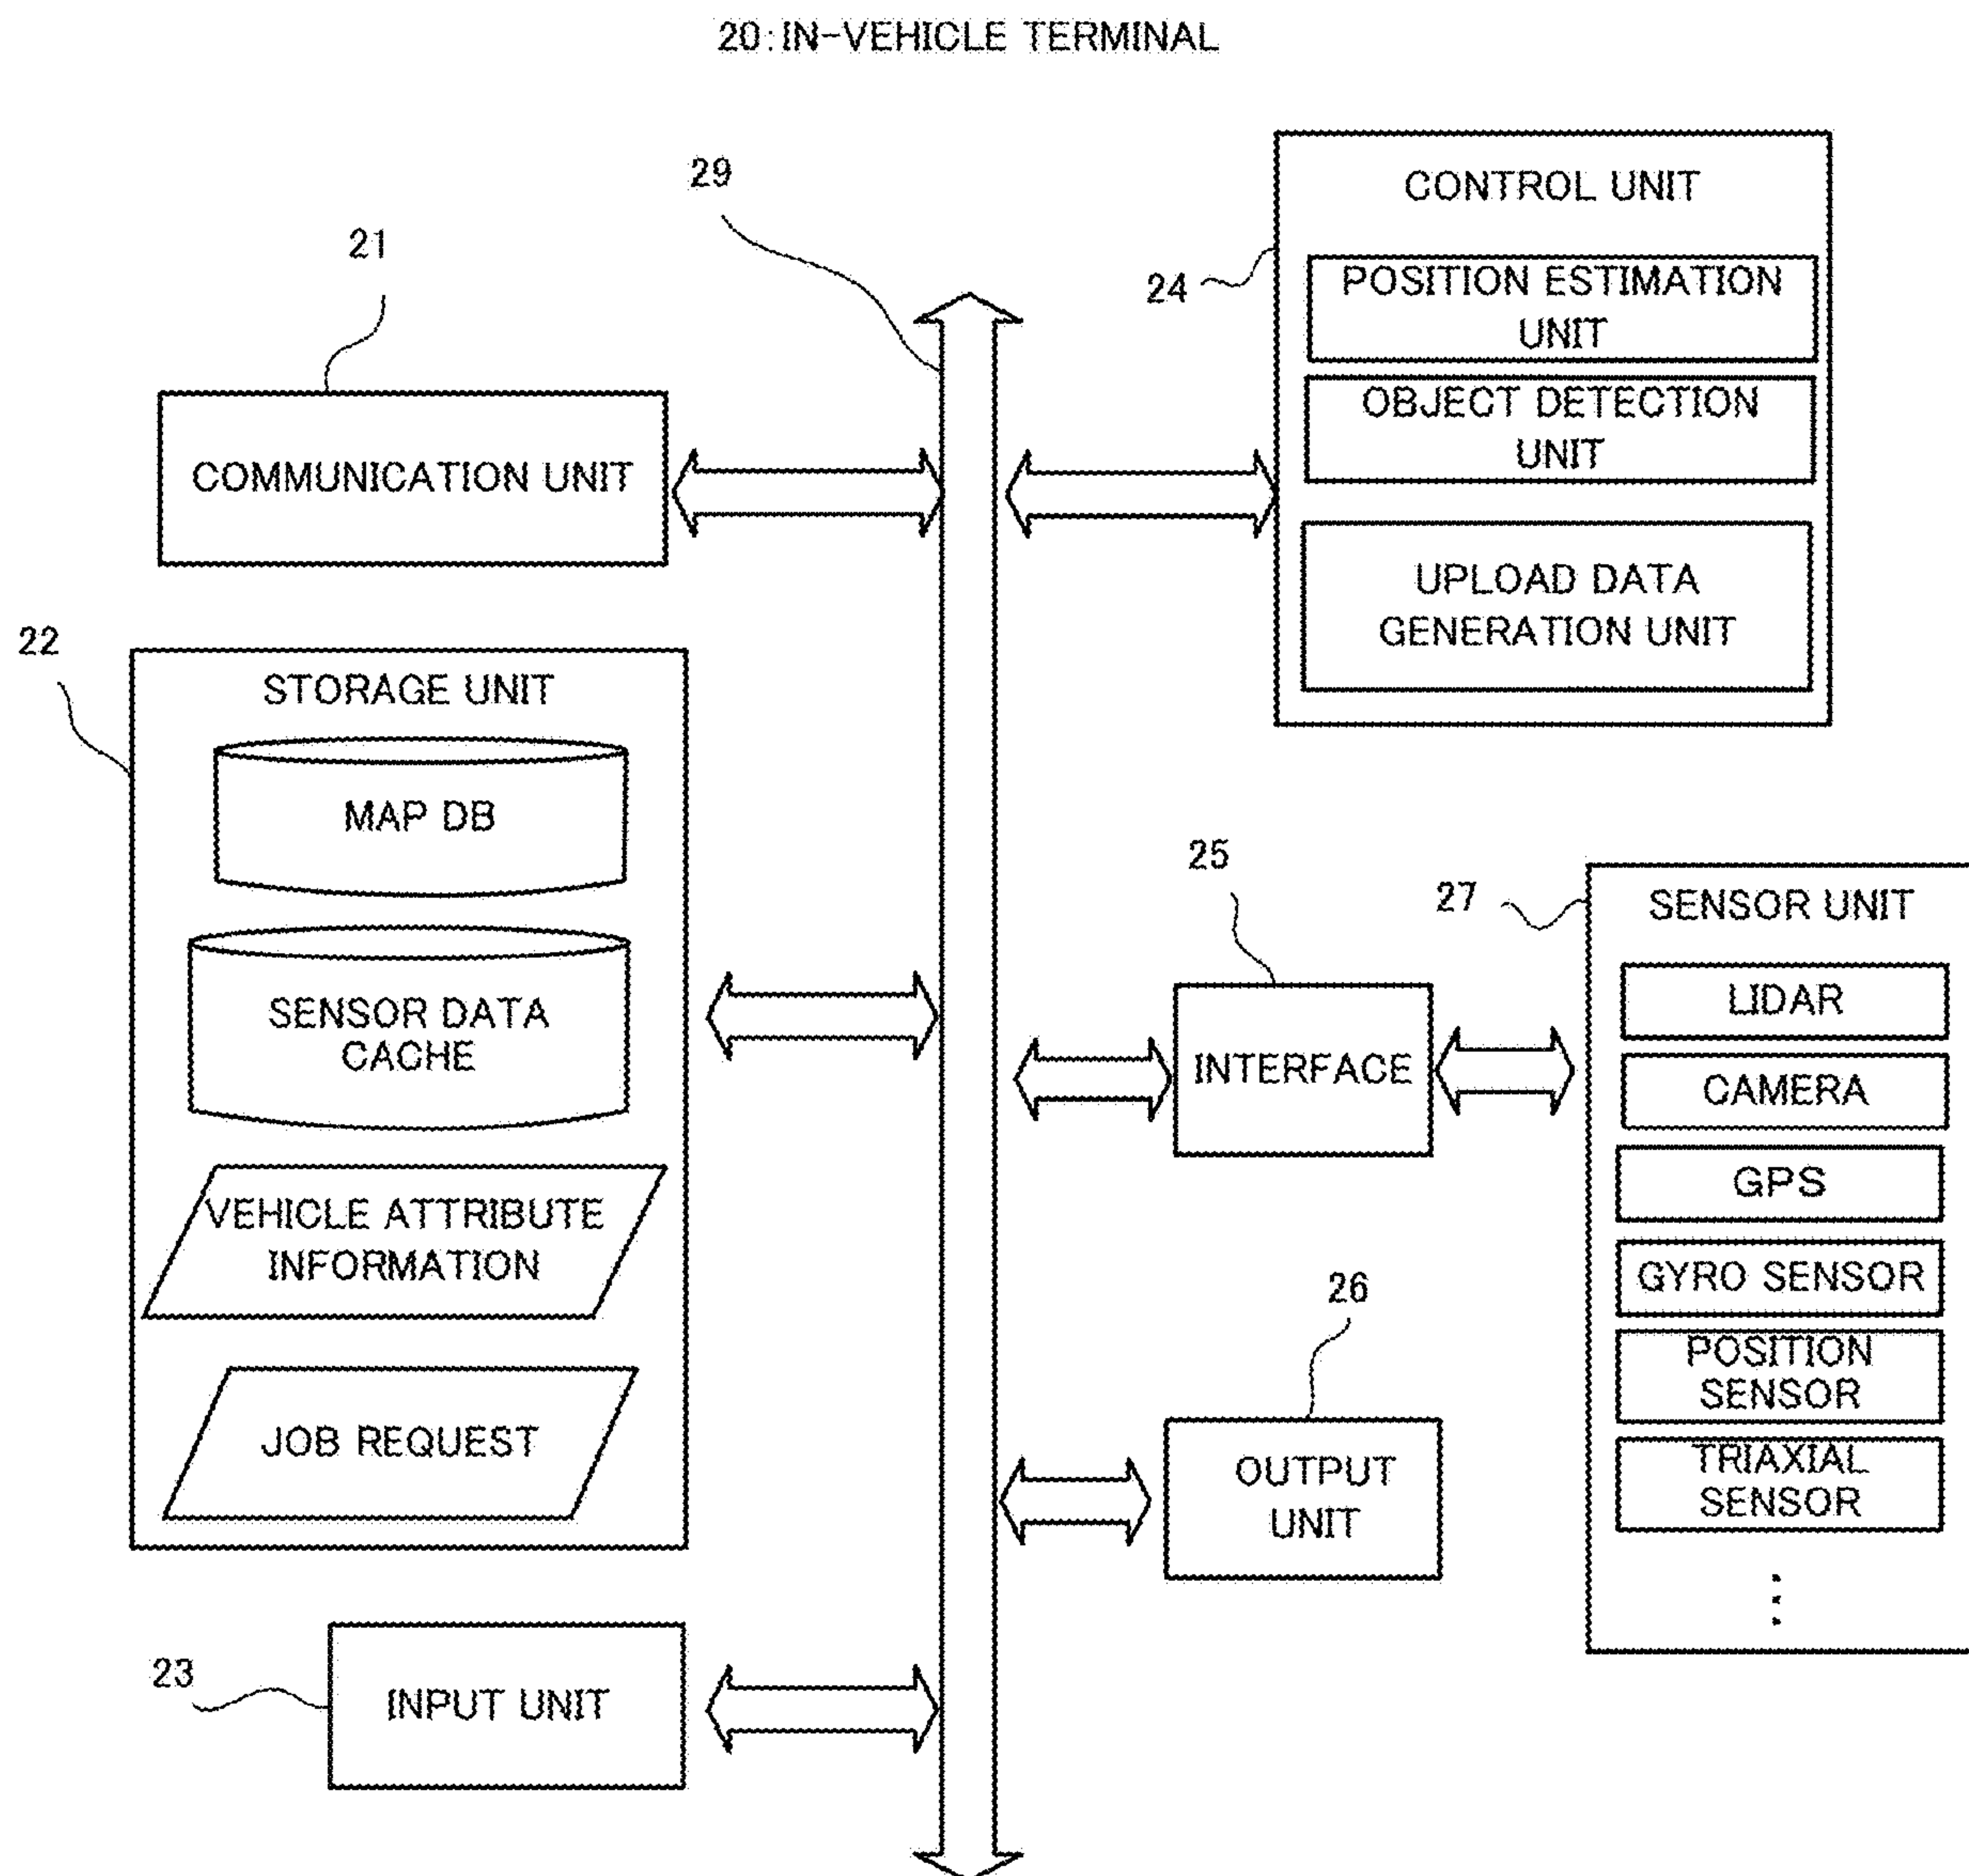 20:IN-VEHICLE TERMINAL
29
21
COMMUNICATION UNIT
24
CONTROL UNIT
POSITION ESTIMATION
UNIT
OBJECT DETECTION
UNIT
UPLOAD DATA
GENERATION UNIT
22
STORAGE UNIT
MAP DB
SENSOR DATA
CACHE
VEHICLE ATTRIBUTE
INFORMATION
JOB REQUEST
25
INTERFACE
27
SENSOR UNIT
LIDAR
CAMERA
GPS
GYRO SENSOR
POSITION
SENSOR
TRIAXIAL
SENSOR
26
OUTPUT
UNIT
23
INPUT UNIT